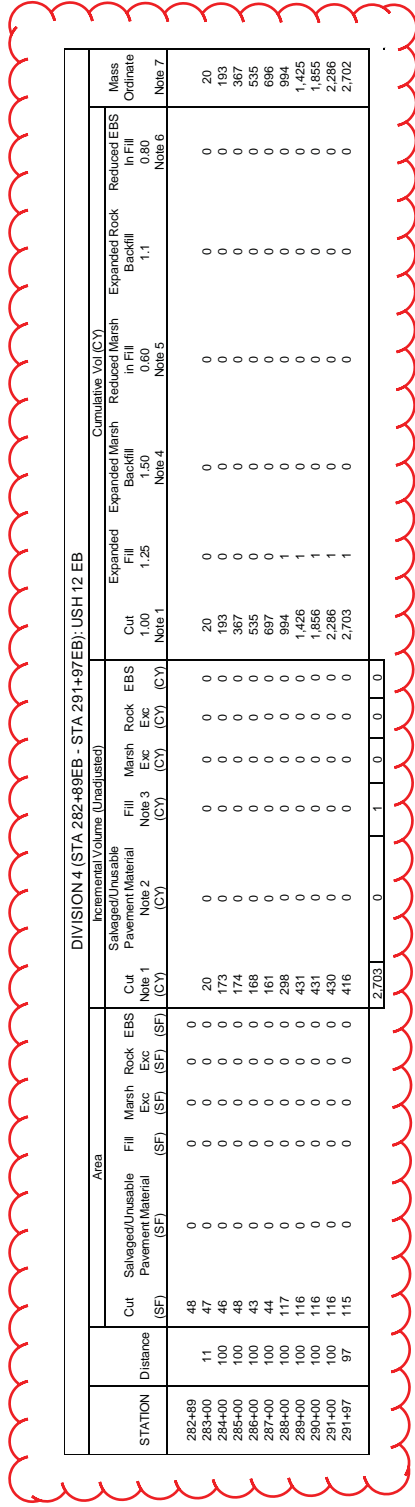 DIVISION 4 (STA 282+89EB - STA 291+97EB): USH 12 EB
Area Incremental Volume (Unadjusted) Cumulative Vol (CY)
STATION Distance Cut Salvaged/Unusable Fill Marsh Rock EBS Cut Salvaged/Unusable Fill Marsh Rock EBS Cut Expanded Expanded Marsh Reduced Marsh Expanded Rock Reduced EBS Mass
Pavement Material Exc Exc Note 1 Pavement Material Note 3 Exc Exc 1.00 Fill Backfill in Fill Backfill In Fill Ordinate
Note 2 Note 1 1.25 1.50 0.60 1.1 0.80 Note 7
(SF) (SF) (SF) (SF) (SF) (SF) (CY) (CY) (CY) (CY) (CY) (CY) Note 4 Note 5 Note 6
282+89 48 0 0 0 0 0
283+00 11 47 0 0 0 0 0 20 0 0 0 0 0 20 0 0 0 0 0 20
284+00 100 46 0 0 0 0 0 173 0 0 0 0 0 193 0 0 0 0 0 193
285+00 100 48 0 0 0 0 0 174 0 0 0 0 0 367 0 0 0 0 0 367
286+00 100 43 0 0 0 0 0 168 0 0 0 0 0 535 0 0 0 0 0 535
287+00 100 44 0 0 0 0 0 161 0 0 0 0 0 697 0 0 0 0 0 696
288+00 100 117 0 0 0 0 0 298 0 0 0 0 0 994 1 0 0 0 0 994
289+00 100 116 0 0 0 0 0 431 0 0 0 0 0 1,426 1 0 0 0 0 1,425
290+00 100 116 0 0 0 0 0 431 0 0 0 0 0 1,856 1 0 0 0 0 1,855
291+00 100 116 0 0 0 0 0 430 0 0 0 0 0 2,286 1 0 0 0 0 2,286
291+97 97 115 0 0 0 0 0 416 0 0 0 0 0 2,703 1 0 0 0 0 2,702
2,703 0 1 0 0 0